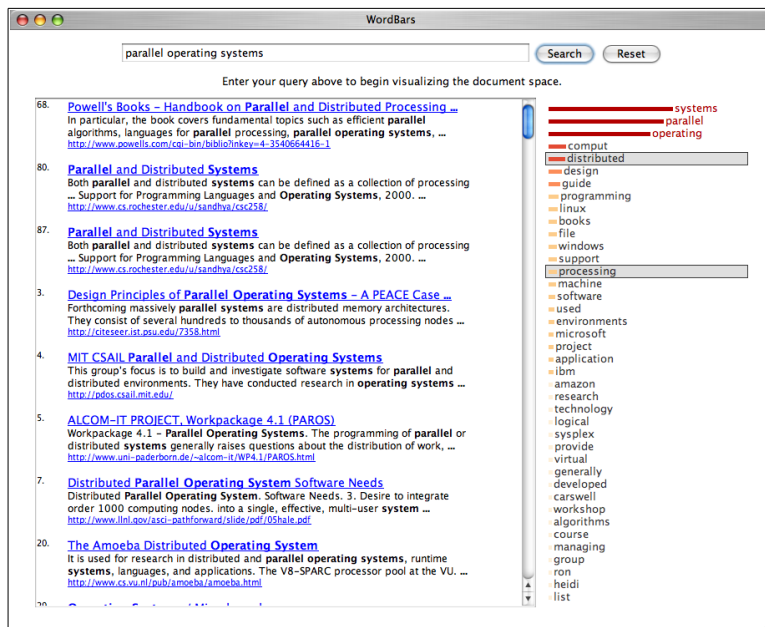 WordBars
parallel operating systems
Search
Reset
Enter your query above to begin visualizing the document space.
68. Powell's Books - Handbook on Parallel and Distributed Processing ...
In particular, the book covers fundamental topics such as efficient parallel
algorithms, languages for parallel processing, parallel operating systems, ...
http://www.powells.com/cgi-bin/biblio?inkey=4-3540664416-1
80. Parallel and Distributed Systems
Both parallel and distributed systems can be defined as a collection of processing
... Support for Programming Languages and Operating Systems, 2000. ...
http://www.cs.rochester.edu/u/sandhya/csc258/
87. Parallel and Distributed Systems
Both parallel and distributed systems can be defined as a collection of processing
... Support for Programming Languages and Operating Systems, 2000. ...
http://www.cs.rochester.edu/u/sandhya/csc258/
3. Design Principles of Parallel Operating Systems - A PEACE Case ...
Forthcoming massively parallel systems are distributed memory architectures.
They consist of several hundreds to thousands of autonomous processing nodes ...
http://citeseer.ist.psu.edu/7358.html
4. MIT CSAIL Parallel and Distributed Operating Systems
This group's focus is to build and investigate software systems for parallel and
distributed environments. They have conducted research in operating systems ...
http://pdos.csail.mit.edu/
5. ALCOM-IT PROJECT, Workpackage 4.1 (PAROS)
Workpackage 4.1 - Parallel Operating Systems. The programming of parallel or
distributed systems generally raises questions about the distribution of work, ...
http://www.uni-paderborn.de/~alcom-it/WP4.1/PAROS.html
7. Distributed Parallel Operating System Software Needs
Distributed Parallel Operating System. Software Needs. 3. Desire to integrate
order 1000 computing nodes. into a single, effective, multi-user system ...
http://www.llnl.gov/asci-pathforward/slide/pdf/05hale.pdf
20. The Amoeba Distributed Operating System
It is used for research in distributed and parallel operating systems, runtime
systems, languages, and applications. The V8-SPARC processor pool at the VU. ...
http://www.cs.vu.nl/pub/amoeba/amoeba.html
systems
parallel
operating
comput
distributed
design
guide
programming
linux
books
file
windows
support
processing
machine
software
used
environments
microsoft
project
application
ibm
amazon
research
technology
logical
sysplex
provide
virtual
generally
developed
carswell
workshop
algorithms
course
managing
group
ron
heidi
list